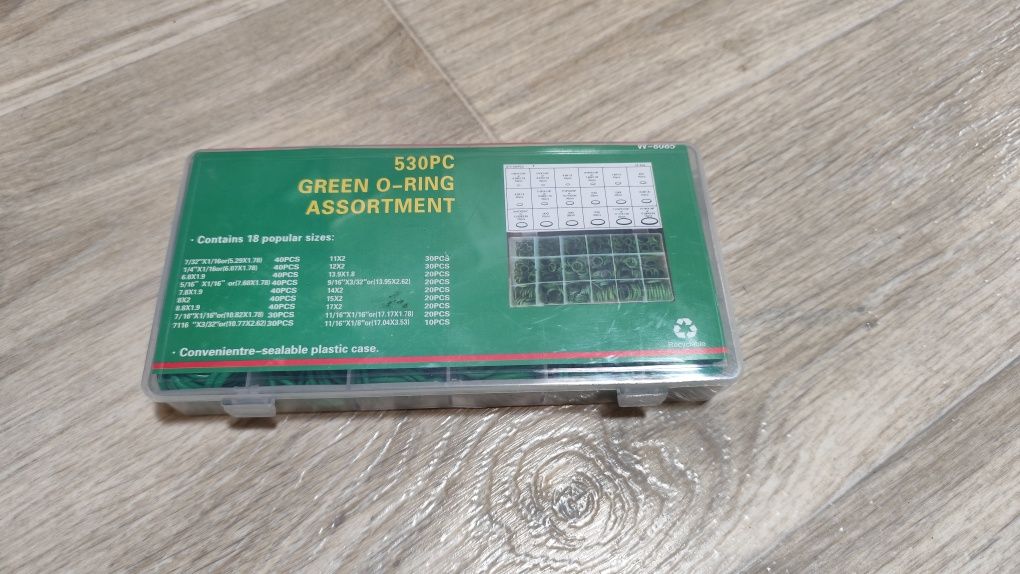 530PC
GREEN O-RING
ASSORTMENT
· Contains 18 popular sizes:
7/32"X1/16or(5.29X1.78) 40PCS
1/4"X1/16or(6.07X1.78) 40PCS
6.8X1.9 40PCS
5/16" X1/16" or(7.68X1.78) 40PCS
7.8X1.9 40PCS
8X2 40PCS
8.8X1.9 40PCS
7/16"X1/16"or(10.82X1.78) 30PCS
7116 "X3/32"or(10.77X2.62) 30PCS
11X2 30PCS
12X2 30PCS
13.9X1.8 20PCS
9/16"X3/32"or(13.95X2.62) 20PCS
14X2 20PCS
15X2 20PCS
17X2 20PCS
11/16"X1/16"or(17.17X1.78) 20PCS
11/16"X1/8"or(17.04X3.53) 10PCS
· Convenientre-sealable plastic case.
Recyclable